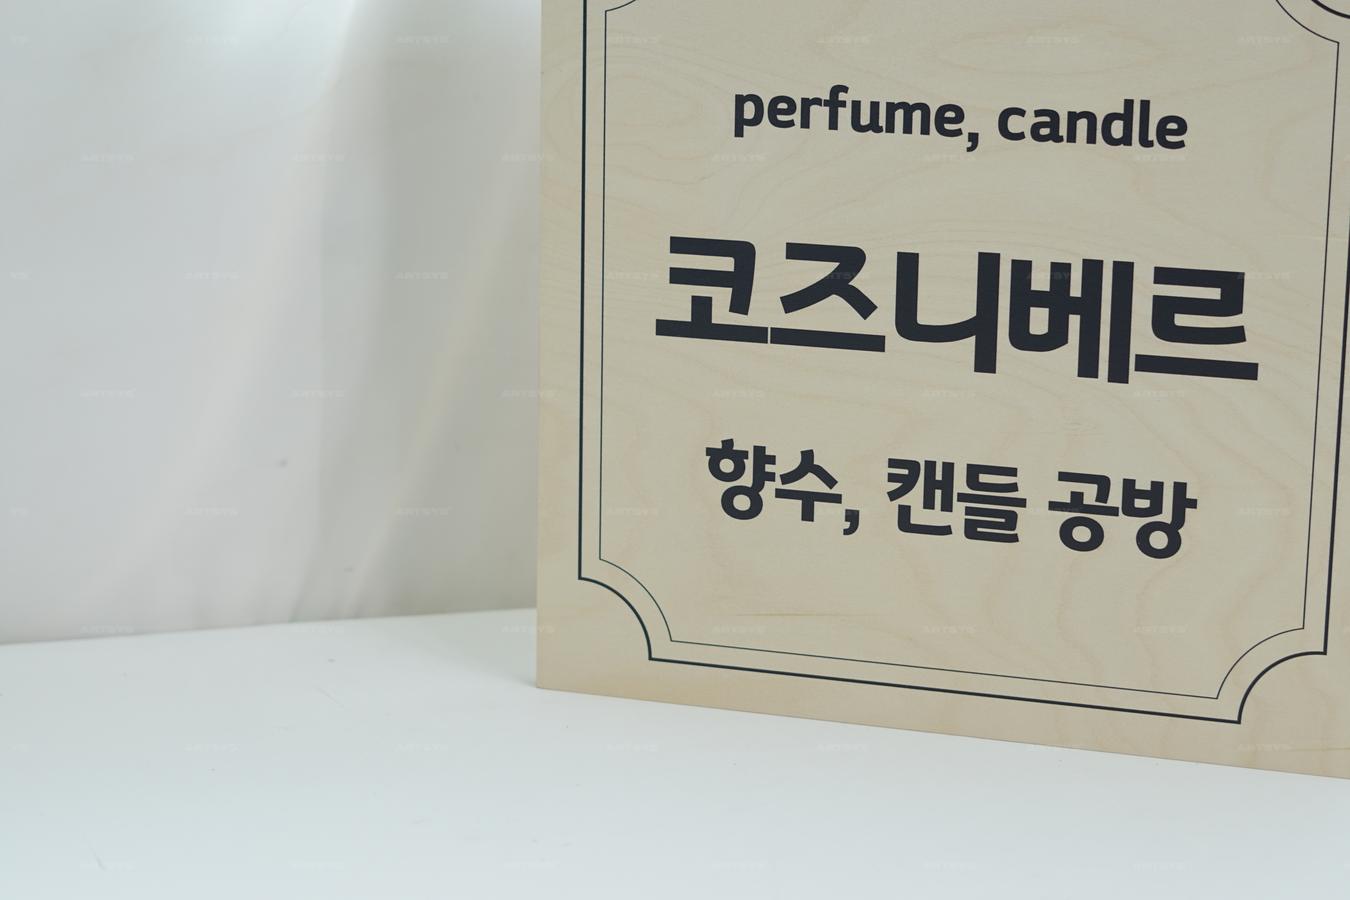 perfume, candle
코즈니베르
향수, 캔들 공방